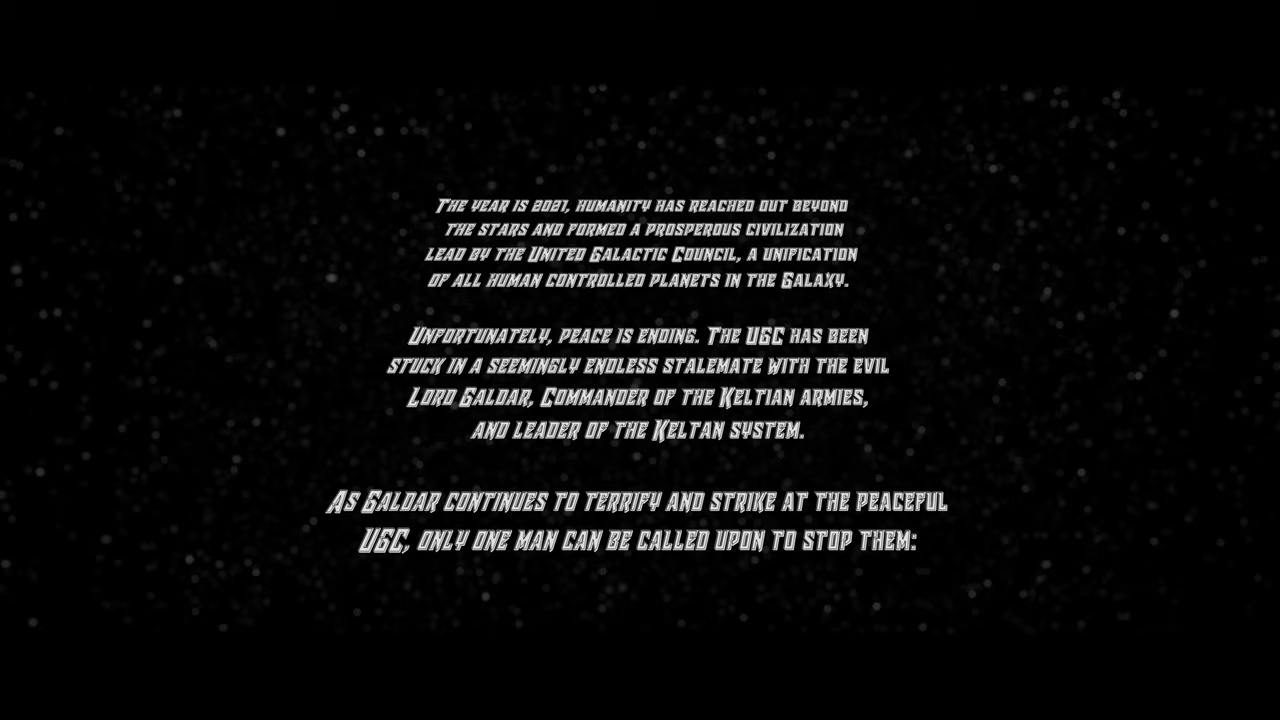 The year is 2021, humanity has reached out beyond
the stars and formed a prosperous civilization
lead by the United Galactic Council, a unification
of all human controlled planets in the Galaxy.
Unfortunately, peace is ending. The UGC has been
stuck in a seemingly endless stalemate with the evil
Lord Galdar, Commander of the Keltian armies,
and leader of the Keltan system.
As Galdar continues to terrify and strike at the peaceful
UGC, only one man can be called upon to stop them: